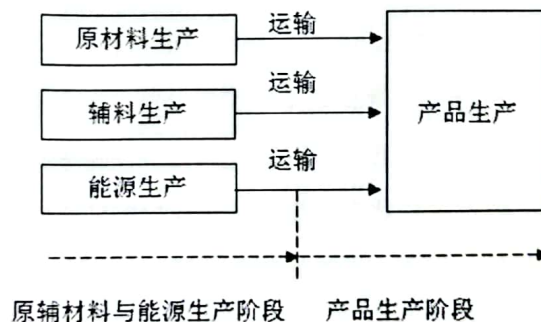 原材料生产
运输
辅料生产
运输
能源生产
运输
产品生产
原辅材料与能源生产阶段
产品生产阶段